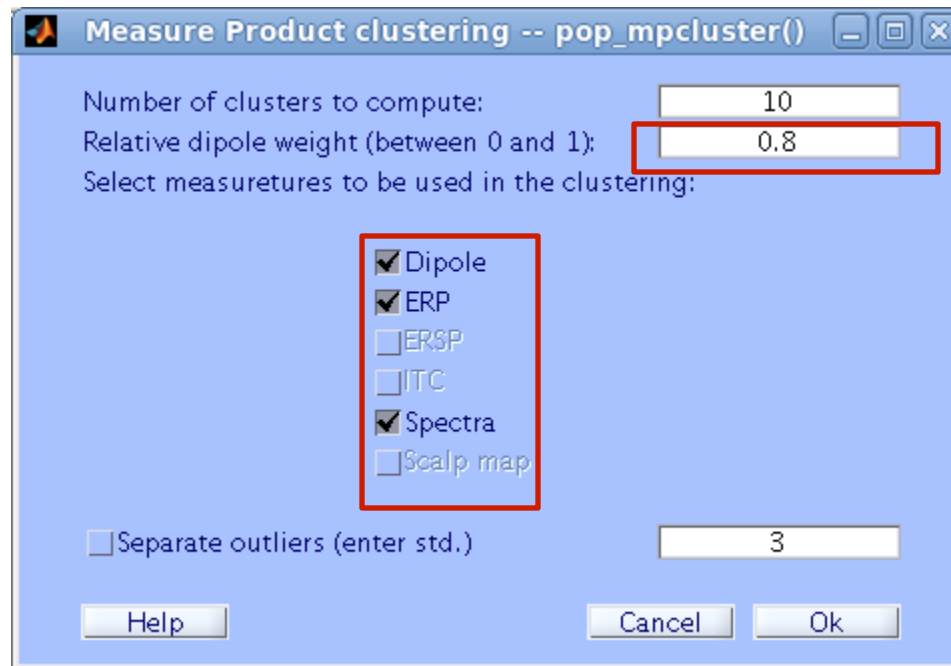 Measure Product clustering -- pop_mpcluster()
Number of clusters to compute: 10
Relative dipole weight (between 0 and 1): 0.8
Select measuretures to be used in the clustering:
Dipole
ERP
ERSP
ITC
Spectra
Scalp map
Separate outliers (enter std.) 3
Help Cancel Ok